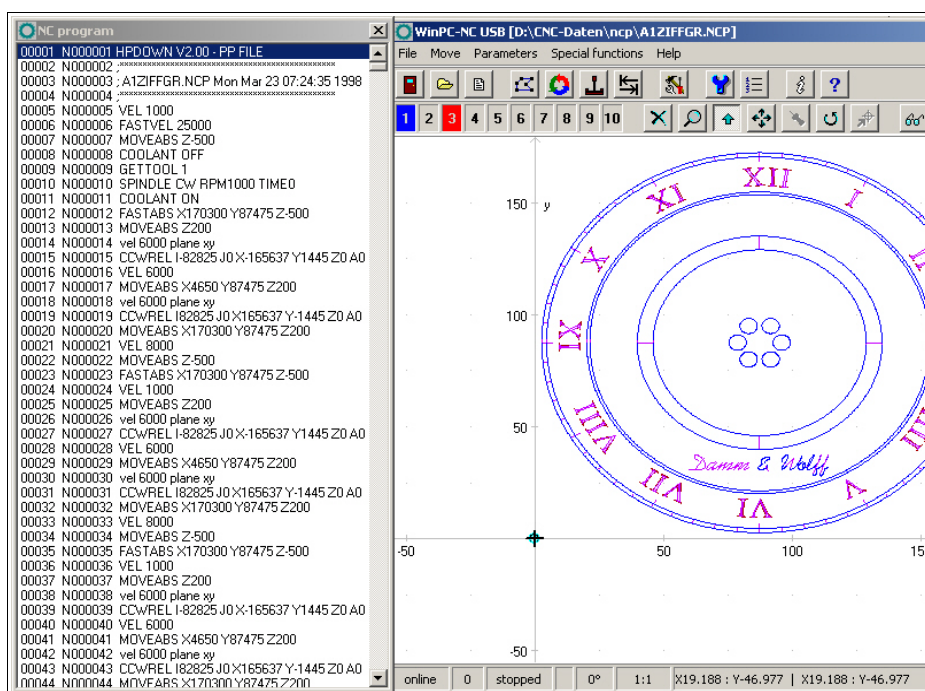 NC program
00001 N000001 HPDOWN V2.00 - PP FILE
00002 N000002 ;***********************************************
00003 N000003 ; A1ZIFFGR.NCP Mon Mar 23 07:24:35 1998
00004 N000004 ;***********************************************
00005 N000005 VEL 1000
00006 N000006 FASTVEL 25000
00007 N000007 MOVEABS Z-500
00008 N000008 COOLANT OFF
00009 N000009 GETTOOL 1
00010 N000010 SPINDLE CW RPM1000 TIME0
00011 N000011 COOLANT ON
00012 N000012 FASTABS X170300 Y87475 Z-500
00013 N000013 MOVEABS Z200
00014 N000014 vel 6000 plane xy
00015 N000015 CCWREL I-82825 J0 X-165637 Y1445 Z0 A0
00016 N000016 VEL 6000
00017 N000017 MOVEABS X4650 Y87475 Z200
00018 N000018 vel 6000 plane xy
00019 N000019 CCWREL I82825 J0 X165637 Y-1445 Z0 A0
00020 N000020 MOVEABS X170300 Y87475 Z200
00021 N000021 VEL 8000
00022 N000022 MOVEABS Z-500
00023 N000023 FASTABS X170300 Y87475 Z-500
00024 N000024 VEL 1000
00025 N000025 MOVEABS Z200
00026 N000026 vel 6000 plane xy
00027 N000027 CCWREL I-82825 J0 X-165637 Y1445 Z0 A0
00028 N000028 VEL 6000
00029 N000029 MOVEABS X4650 Y87475 Z200
00030 N000030 vel 6000 plane xy
00031 N000031 CCWREL I82825 J0 X165637 Y-1445 Z0 A0
00032 N000032 MOVEABS X170300 Y87475 Z200
00033 N000033 VEL 8000
00034 N000034 MOVEABS Z-500
00035 N000035 FASTABS X170300 Y87475 Z-500
00036 N000036 VEL 1000
00037 N000037 MOVEABS Z200
00038 N000038 vel 6000 plane xy
00039 N000039 CCWREL I-82825 J0 X-165637 Y1445 Z0 A0
00040 N000040 VEL 6000
00041 N000041 MOVEABS X4650 Y87475 Z200
00042 N000042 vel 6000 plane xy
00043 N000043 CCWREL I82825 J0 X165637 Y-1445 Z0 A0
00044 N000044 MOVEABS X170300 Y87475 Z200
WinPC-NC USB [D:\CNC-Daten\ncp\A1ZIFFGR.NCP]
File Move Parameters Special functions Help
1 2 3 4 5 6 7 8 9 10
150 y
100
50
-50 50 100
-50
XII
I
V
VI
VII
VIII
IX
X
XI
Damm & Wolff
online 0 stopped 0° 1:1 X19.188 : Y-46.977 | X19.188 : Y-46.977